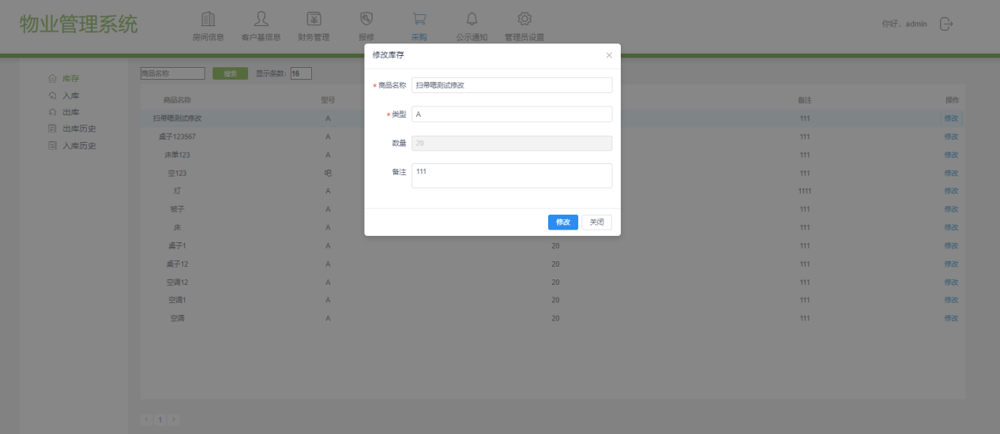 物业管理系统
房间信息
客户基信息
财务管理
报修
采购
公示通知
管理员设置
你好，admin
库存
入库
出库
出库历史
入库历史
商品名称 搜索 显示条数: 16
商品名称 型号 备注 操作
扫帚嗯测试修改 A 111 修改
桌子123567 A 111 修改
床单123 A 111 修改
空123 吧 111 修改
灯 A 1111 修改
被子 A 111 修改
床 A 111 修改
桌子1 A 20 111 修改
桌子12 A 20 111 修改
空调12 A 20 111 修改
空调1 A 20 111 修改
空调 A 20 111 修改
< 1 >
修改库存
* 商品名称 扫帚嗯测试修改
* 类型 A
数量 20
备注 111
修改 关闭